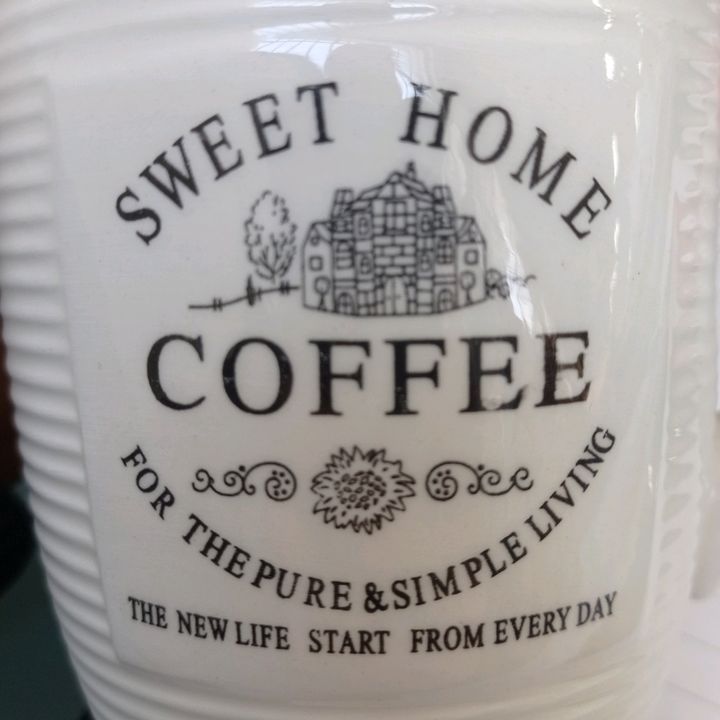 SWEET HOME
COFFEE
FOR THE PURE & SIMPLE LIVING
THE NEW LIFE START FROM EVERY DAY